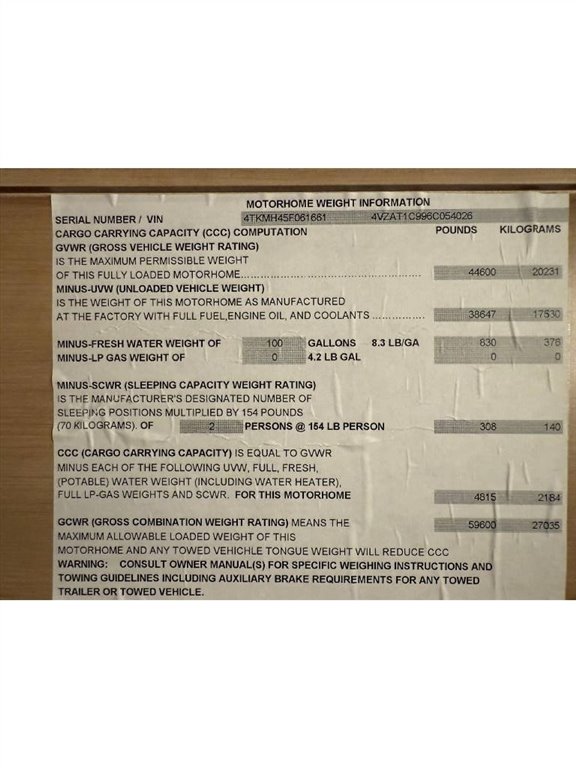 MOTORHOME WEIGHT INFORMATION
SERIAL NUMBER / VIN 4TKMH45F061661 4VZAT1C996C054026
CARGO CARRYING CAPACITY (CCC) COMPUTATION POUNDS KILOGRAMS
GVWR (GROSS VEHICLE WEIGHT RATING)
IS THE MAXIMUM PERMISSIBLE WEIGHT
OF THIS FULLY LOADED MOTORHOME................................................ 44600 20231
MINUS-UVW (UNLOADED VEHICLE WEIGHT)
IS THE WEIGHT OF THIS MOTORHOME AS MANUFACTURED
AT THE FACTORY WITH FULL FUEL,ENGINE OIL, AND COOLANTS ................ 38647 17530
MINUS-FRESH WATER WEIGHT OF 100 GALLONS 8.3 LB/GA 830 376
MINUS-LP GAS WEIGHT OF 0 4.2 LB GAL 0 0
MINUS-SCWR (SLEEPING CAPACITY WEIGHT RATING)
IS THE MANUFACTURER'S DESIGNATED NUMBER OF
SLEEPING POSITIONS MULTIPLIED BY 154 POUNDS
(70 KILOGRAMS). OF 2 PERSONS @ 154 LB PERSON 308 140
CCC (CARGO CARRYING CAPACITY) IS EQUAL TO GVWR
MINUS EACH OF THE FOLLOWING UVW, FULL, FRESH,
(POTABLE) WATER WEIGHT (INCLUDING WATER HEATER),
FULL LP-GAS WEIGHTS AND SCWR. FOR THIS MOTORHOME 4815 2184
GCWR (GROSS COMBINATION WEIGHT RATING) MEANS THE 59600 27035
MAXIMUM ALLOWABLE LOADED WEIGHT OF THIS
MOTORHOME AND ANY TOWED VEHICHLE TONGUE WEIGHT WILL REDUCE CCC
WARNING: CONSULT OWNER MANUAL(S) FOR SPECIFIC WEIGHING INSTRUCTIONS AND
TOWING GUIDELINES INCLUDING AUXILIARY BRAKE REQUIREMENTS FOR ANY TOWED
TRAILER OR TOWED VEHICLE.